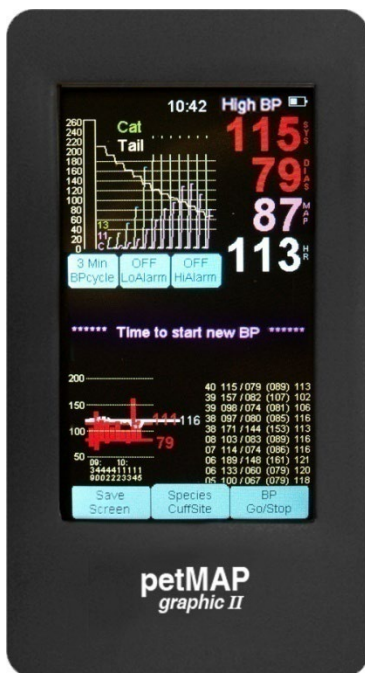 10:42 High BP
260
240
220
200
180
160
140
120
100
80
60
40
20
0
Cat
Tail
13
11
C
115 SYS
79 DIAS
87 MAP
113 HR
3 Min
BPcycle
OFF
LoAlarm
OFF
HiAlarm
****** Time to start new BP ******
200
150
100
50
111 116
79
09: 10:
34444411111
9002223345
40 115/079 (089) 113
39 157/082 (107) 102
39 098/074 (081) 106
38 097/080 (085) 116
38 171/144 (153) 113
08 103/083 (089) 116
07 114/074 (086) 116
06 189/148 (161) 121
06 133/060 (079) 120
05 100/067 (079) 118
Save
Screen
Species
CuffSite
BP
Go/Stop
petMAP
graphic II